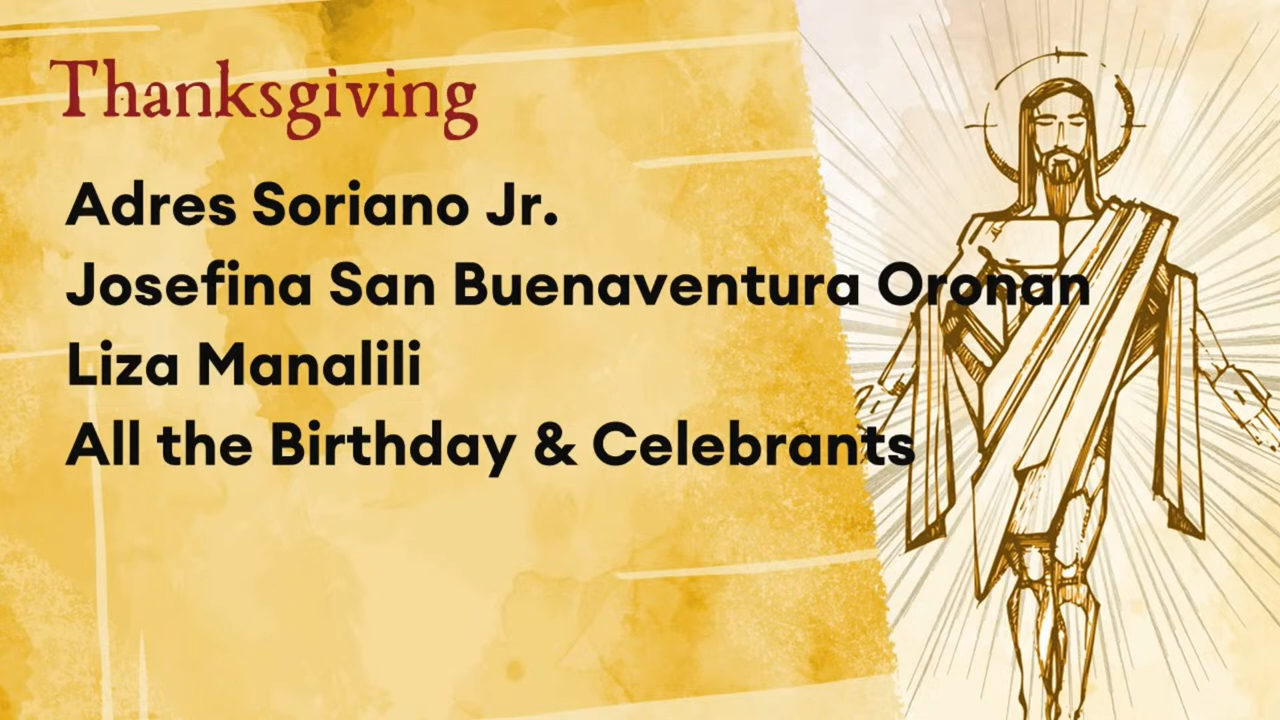 Thanksgiving
Adres Soriano Jr.
Josefina San Buenaventura Oronan
Liza Manalili
All the Birthday & Celebrants